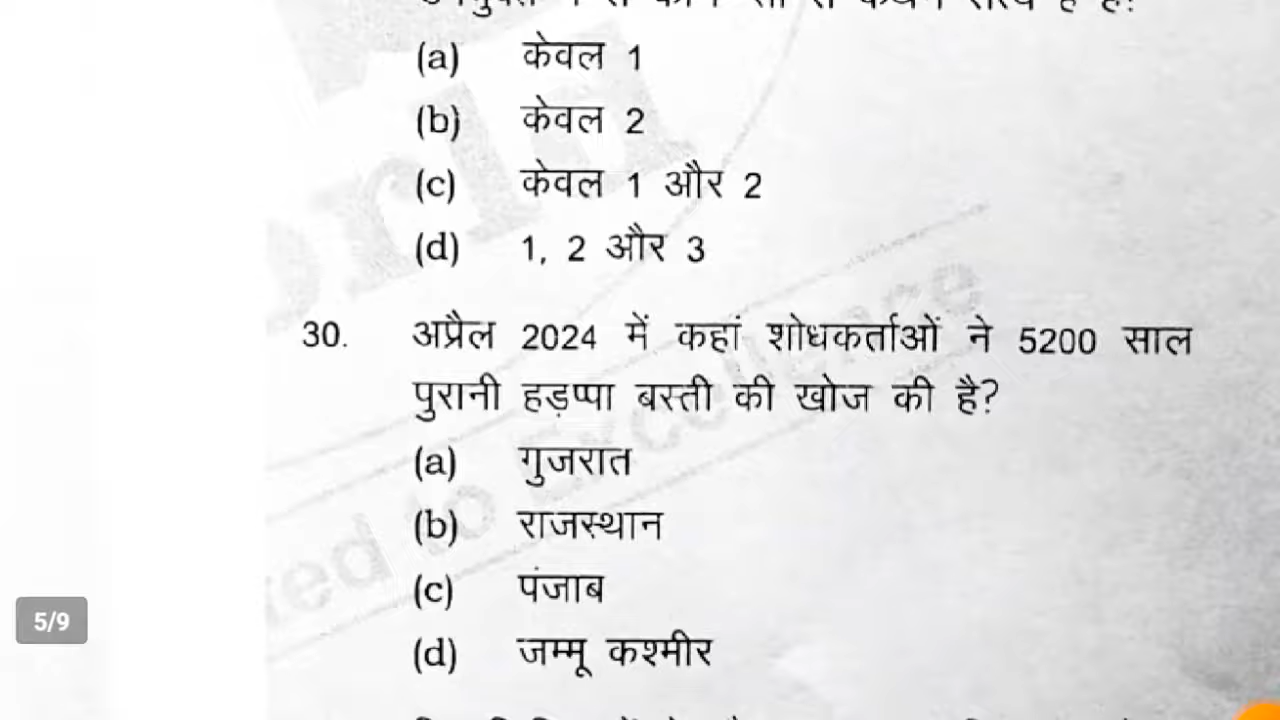 (a) केवल 1
(b) केवल 2
(c) केवल 1 और 2
(d) 1, 2 और 3
30. अप्रैल 2024 में कहां शोधकर्ताओं ने 5200 साल
पुरानी हड़प्पा बस्ती की खोज की है?
(a) गुजरात
(b) राजस्थान
(c) पंजाब
(d) जम्मू कश्मीर
5/9